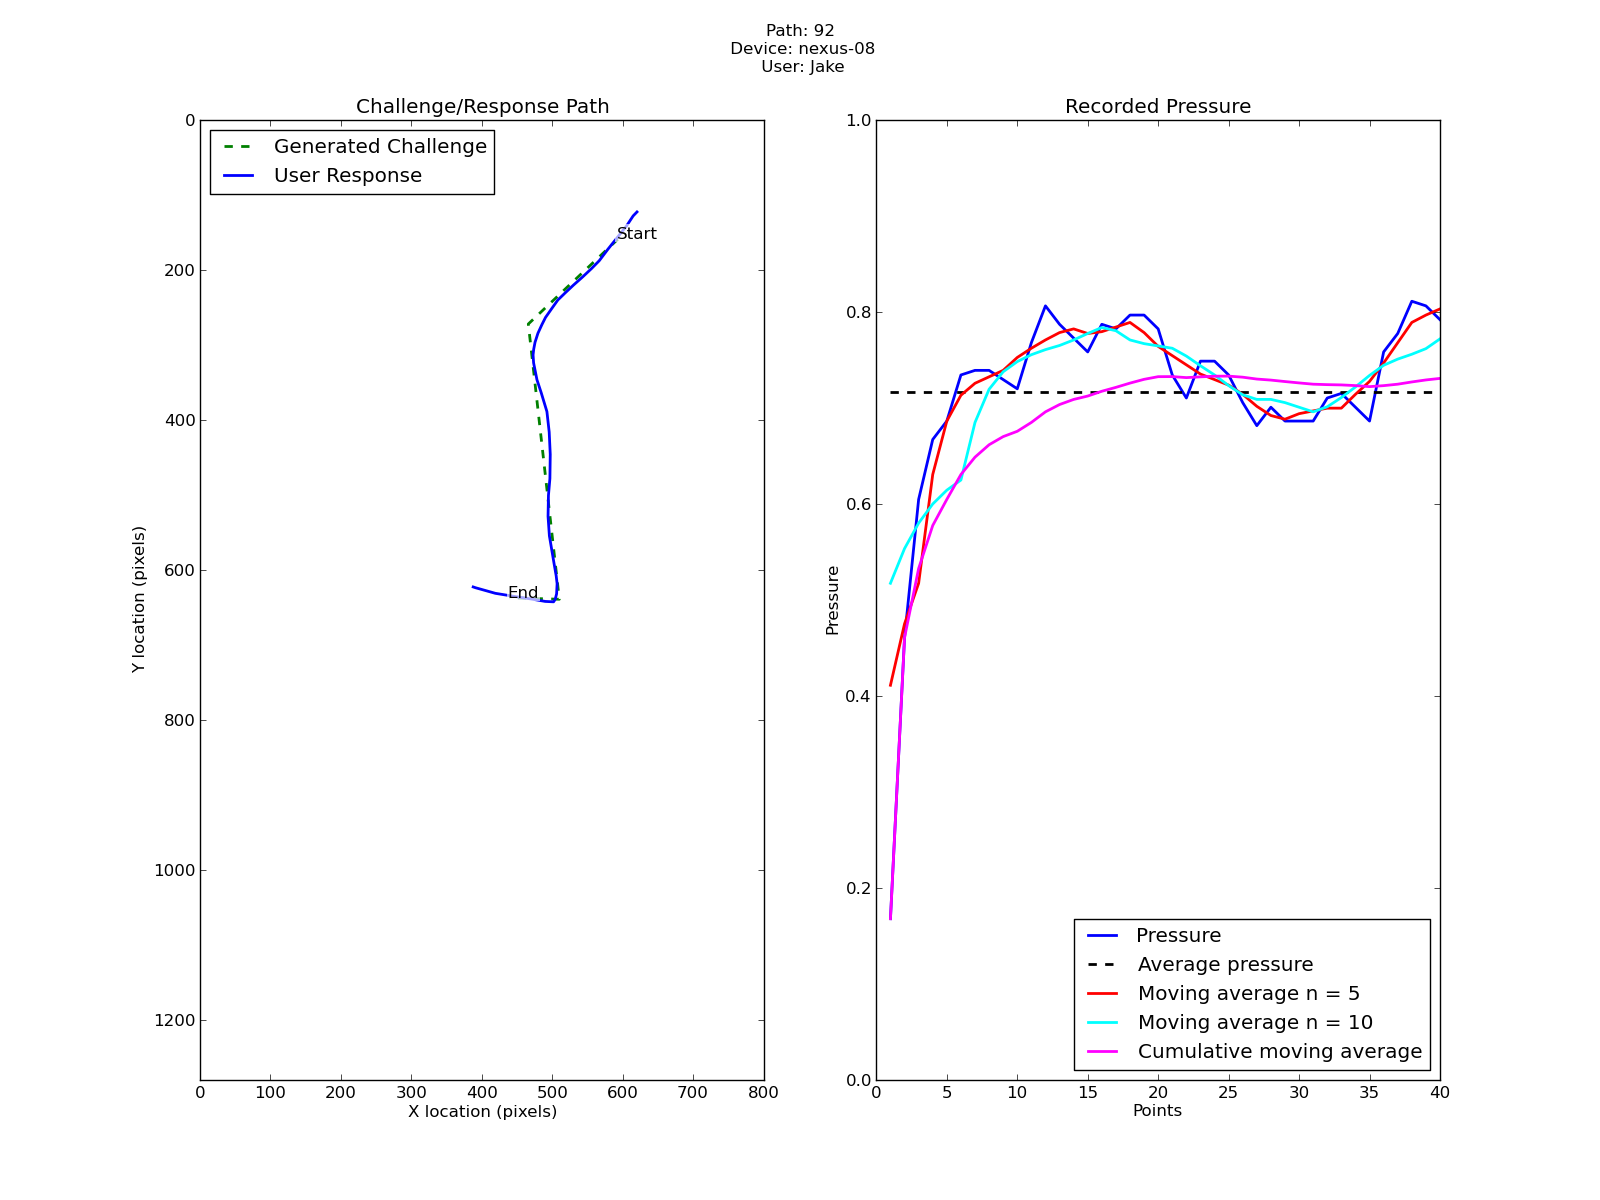 Path: 92
Device: nexus-08
User: Jake
Challenge/Response Path
0
200
400
600
800
1000
1200
Y location (pixels)
Generated Challenge
User Response
Start
End
0 100 200 300 400 500 600 700 800
X location (pixels)
Recorded Pressure
1.0
0.8
0.6
0.4
0.2
0.0
Pressure
Pressure
Average pressure
Moving average n = 5
Moving average n = 10
Cumulative moving average
0 5 10 15 20 25 30 35 40
Points